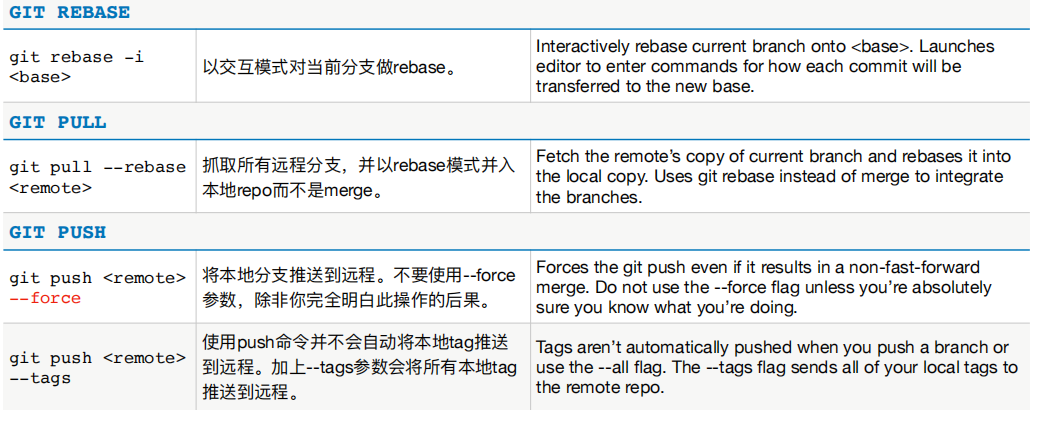 GIT REBASE
git rebase -i
<base>
以交互模式对当前分支做rebase。
Interactively rebase current branch onto <base>. Launches
editor to enter commands for how each commit will be
transferred to the new base.
GIT PULL
git pull --rebase
<remote>
抓取所有远程分支，并以rebase模式并入
本地repo而不是merge。
Fetch the remote’s copy of current branch and rebases it into
the local copy. Uses git rebase instead of merge to integrate
the branches.
GIT PUSH
git push <remote>
--force
将本地分支推送到远程。不要使用--force
参数，除非你完全明白此操作的后果。
Forces the git push even if it results in a non-fast-forward
merge. Do not use the --force flag unless you’re absolutely
sure you know what you’re doing.
git push <remote>
--tags
使用push命令并不会自动将本地tag推送
到远程。加上--tags参数会将所有本地tag
推送到远程。
Tags aren’t automatically pushed when you push a branch or
use the --all flag. The --tags flag sends all of your local tags to
the remote repo.